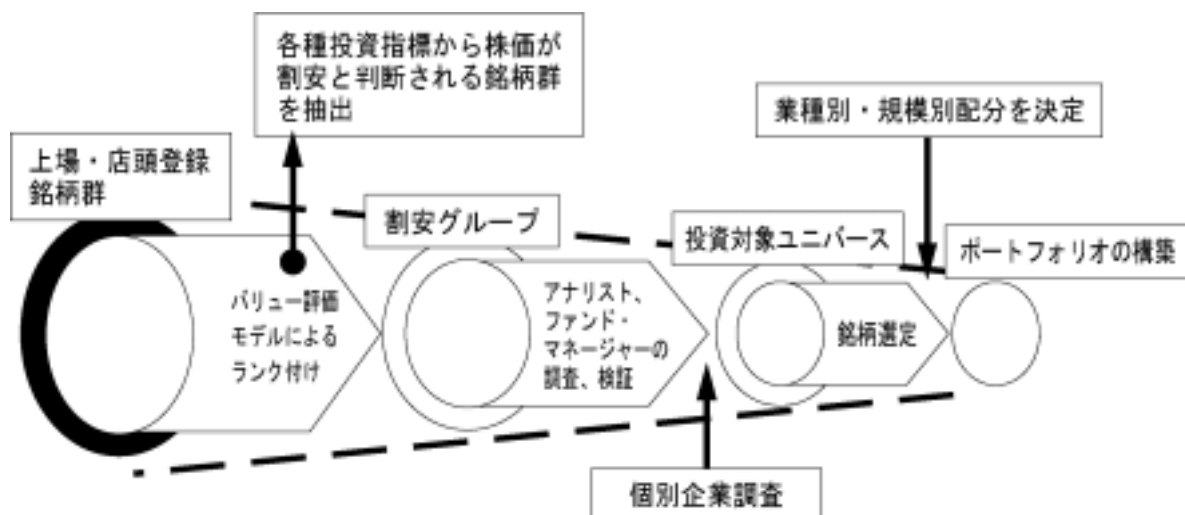 各種投資指標から株価が
割安と判断される銘柄群
を抽出
業種別・規模別配分を決定
上場・店頭登録
銘柄群
割安グループ
投資対象ユニバース
ポートフォリオの構築
バリュー評価
モデルによる
ランク付け
アナリスト、
ファンド・
マネージャーの
調査、検証
銘柄選定
個別企業調査